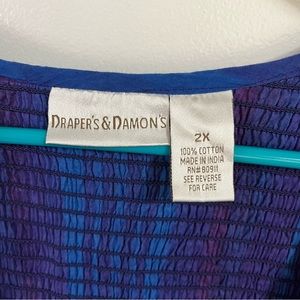 DRAPER'S & DAMON'S
2X
100% COTTON
MADE IN INDIA
RN# 80911
SEE REVERSE
FOR CARE